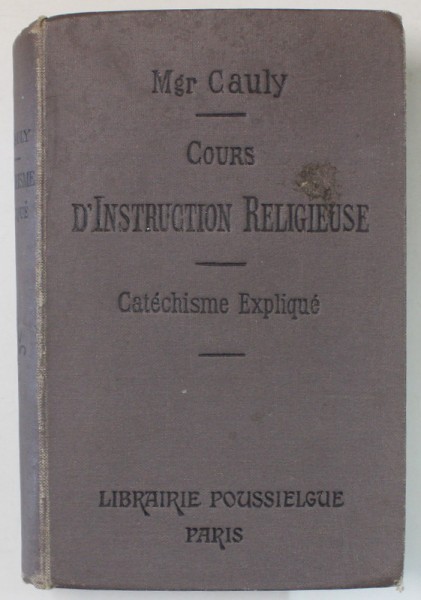 Mgr Cauly
Cours
d'Instruction Religieuse
Catéchisme Expliqué
LIBRAIRIE POUSSIELGUE
PARIS